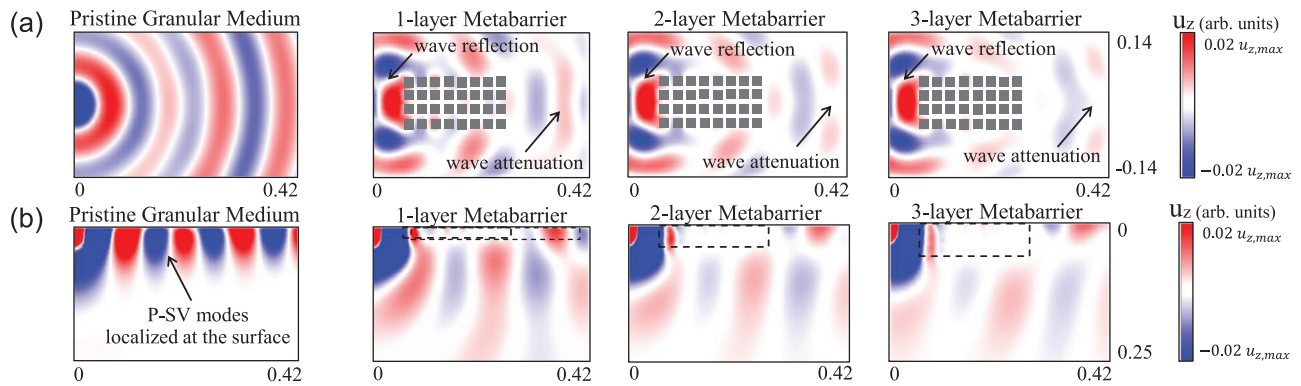 (a)
Pristine Granular Medium
1-layer Metabarrier
2-layer Metabarrier
3-layer Metabarrier
u_z (arb. units)
wave reflection
wave reflection
wave reflection
0.14
0.02 u_z,max
wave attenuation
wave attenuation
wave attenuation
-0.14
−0.02 u_z,max
0 0.42
0 0.42
0 0.42
0 0.42
(b)
Pristine Granular Medium
1-layer Metabarrier
2-layer Metabarrier
3-layer Metabarrier
u_z (arb. units)
0
0.02 u_z,max
P-SV modes
localized at the surface
0.25
−0.02 u_z,max
0 0.42
0 0.42
0 0.42
0 0.42